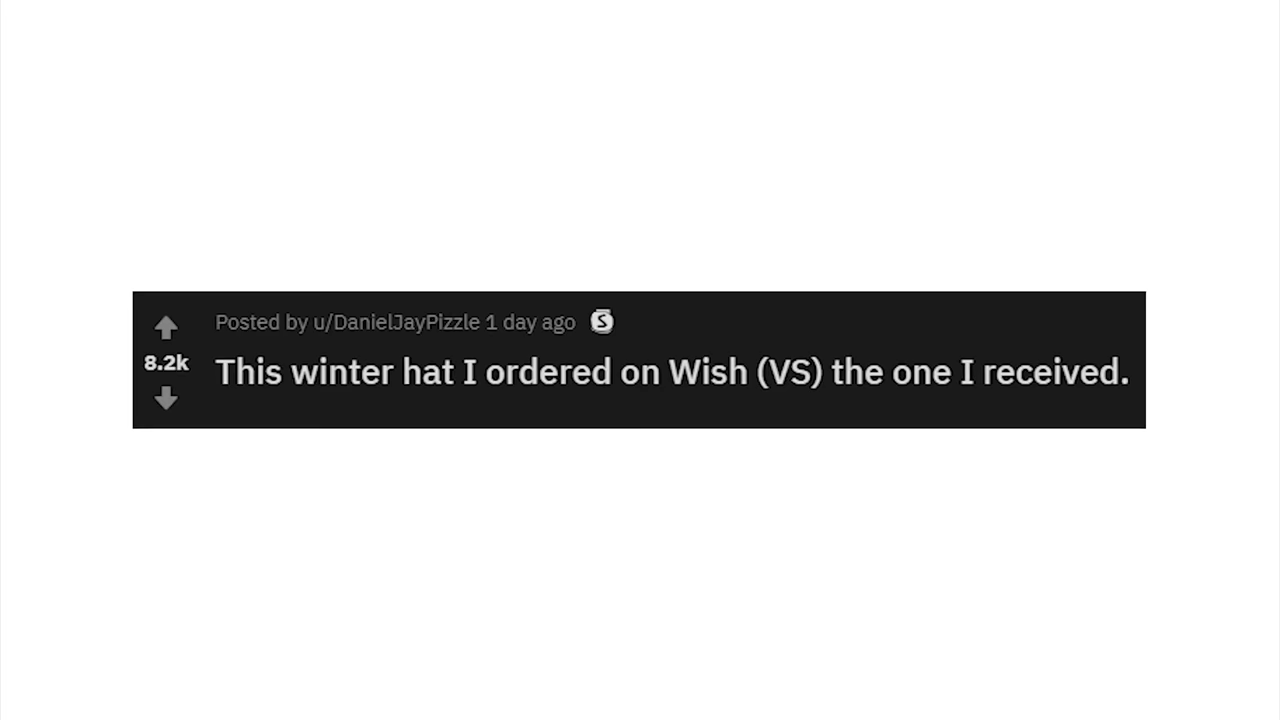 Posted by u/DanielJayPizzle 1 day ago
8.2k
This winter hat I ordered on Wish (VS) the one I received.